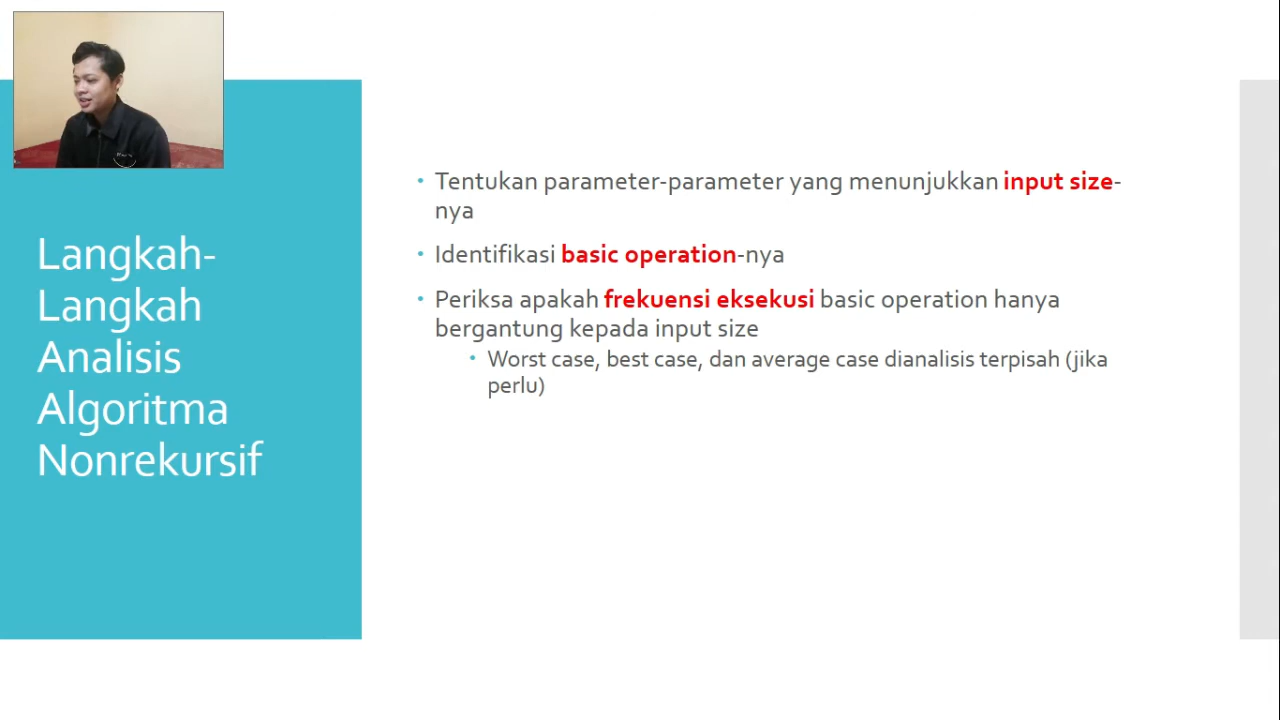 Langkah-
Langkah
Analisis
Algoritma
Nonrekursif
• Tentukan parameter-parameter yang menunjukkan input size-
nya
• Identifikasi basic operation-nya
• Periksa apakah frekuensi eksekusi basic operation hanya
bergantung kepada input size
• Worst case, best case, dan average case dianalisis terpisah (jika
perlu)